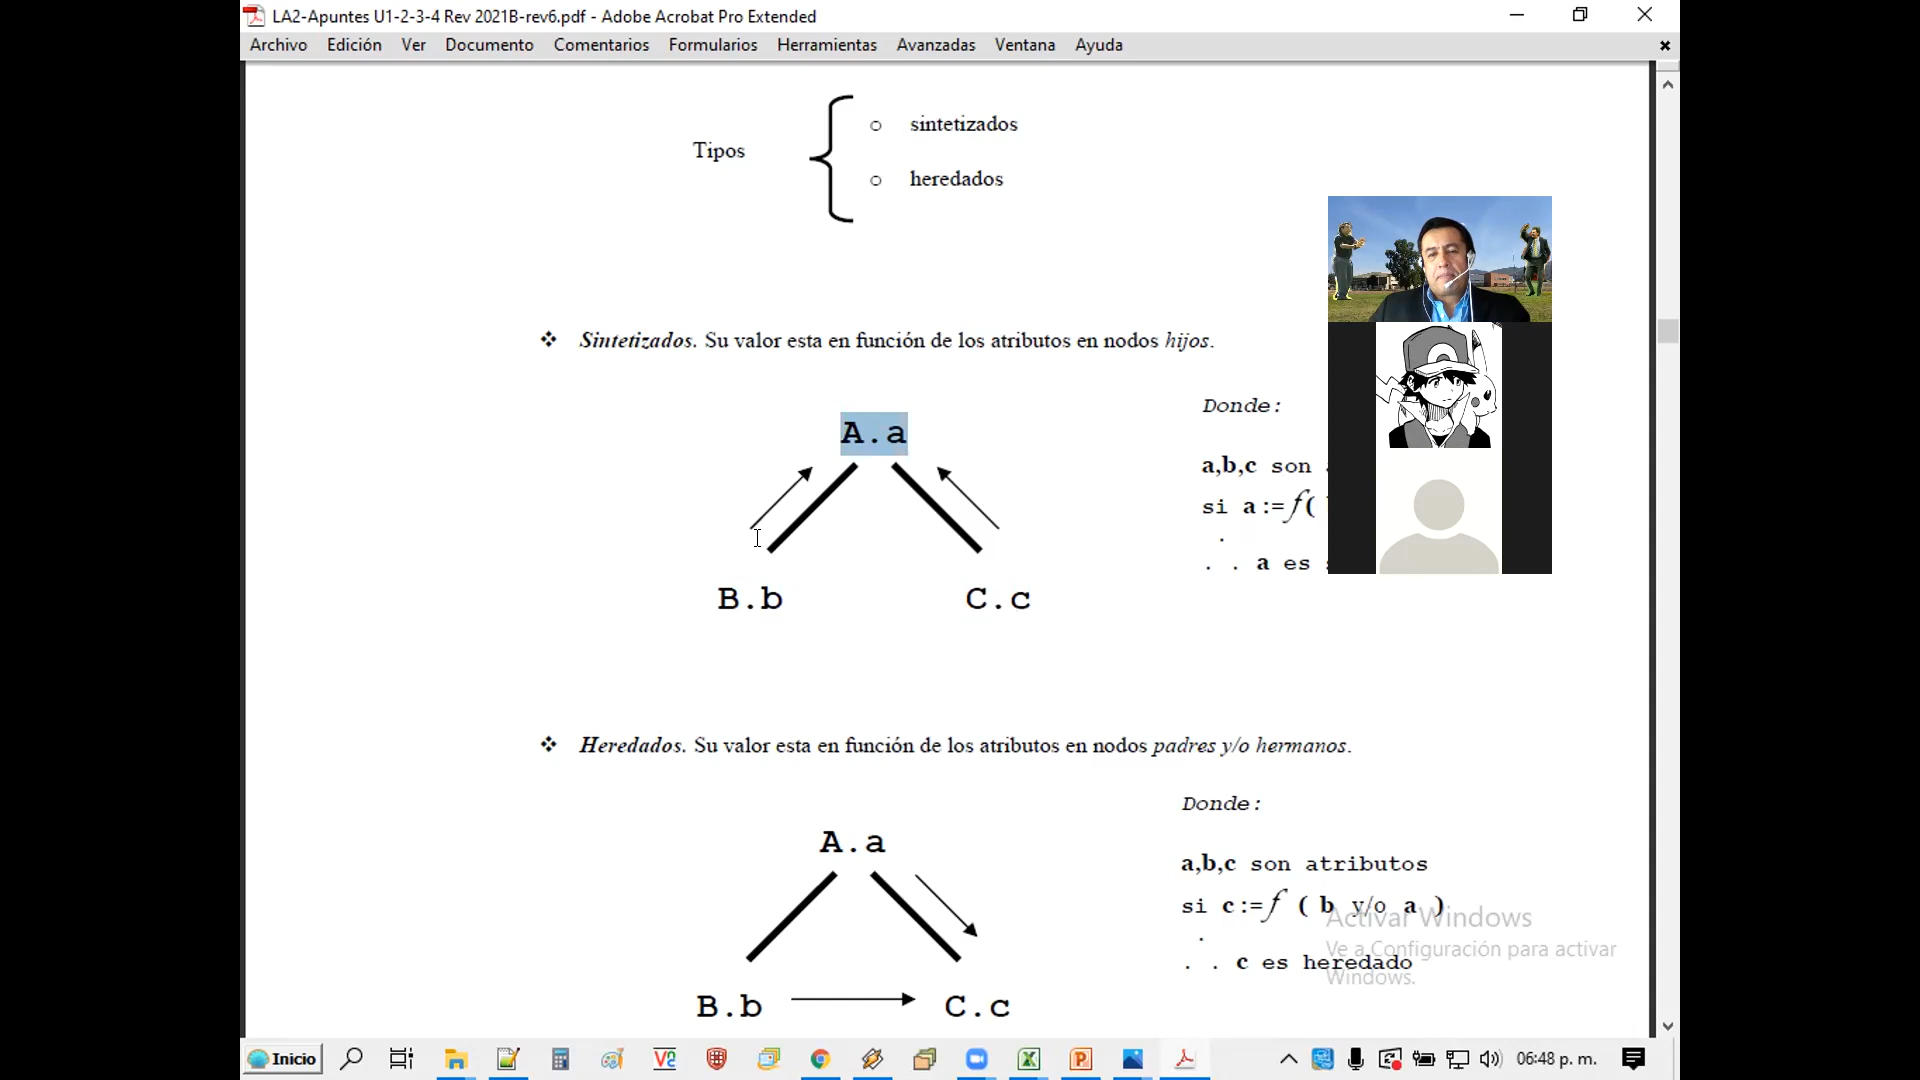 LA2-Apuntes U1-2-3-4 Rev 2021B-rev6.pdf - Adobe Acrobat Pro Extended
Archivo Edición Ver Documento Comentarios Formularios Herramientas Avanzadas Ventana Ayuda
Tipos
o sintetizados
o heredados
❖ Sintetizados. Su valor esta en función de los atributos en nodos hijos.
A.a
B.b C.c
Donde:
a,b,c son
si a:=f(
.
. . a es
❖ Heredados. Su valor esta en función de los atributos en nodos padres y/o hermanos.
A.a
B.b C.c
Donde:
a,b,c son atributos
si c:=f ( b y/o a )
.
. . c es heredado
Activar Windows
Ve a Configuración para activar
Windows.
Inicio
06:48 p. m.